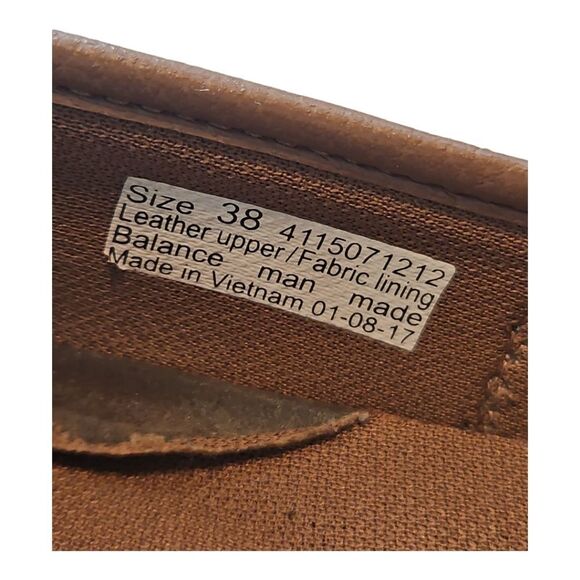 Size 38 4115071212
Leather upper/Fabric lining
Balance man made
Made in Vietnam 01-08-17